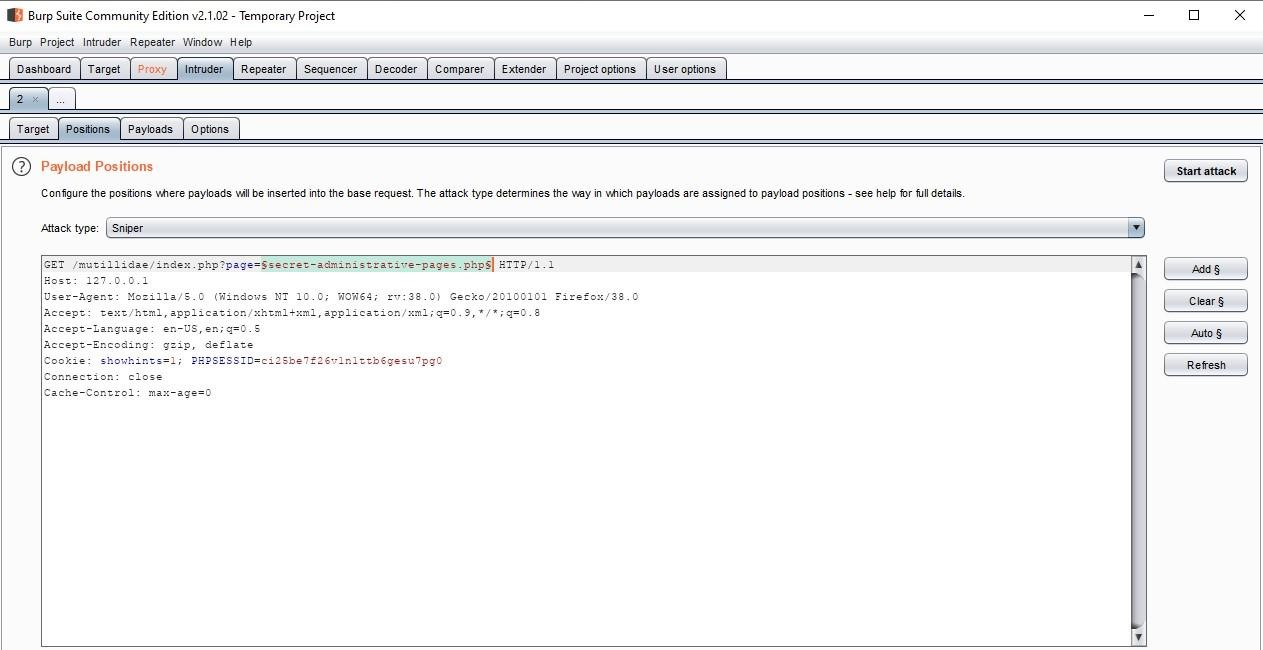 Burp Suite Community Edition v2.1.02 - Temporary Project
Burp Project Intruder Repeater Window Help
Dashboard Target Proxy Intruder Repeater Sequencer Decoder Comparer Extender Project options User options
2 × ...
Target Positions Payloads Options
? Payload Positions
Start attack
Configure the positions where payloads will be inserted into the base request. The attack type determines the way in which payloads are assigned to payload positions - see help for full details.
Attack type: Sniper
GET /mutillidae/index.php?page=§secret-administrative-pages.php§ HTTP/1.1
Host: 127.0.0.1
User-Agent: Mozilla/5.0 (Windows NT 10.0; WOW64; rv:38.0) Gecko/20100101 Firefox/38.0
Accept: text/html,application/xhtml+xml,application/xml;q=0.9,*/*;q=0.8
Accept-Language: en-US,en;q=0.5
Accept-Encoding: gzip, deflate
Cookie: showhints=1; PHPSESSID=ci25be7f26v1n1ttb6gesu7pg0
Connection: close
Cache-Control: max-age=0
Add §
Clear §
Auto §
Refresh